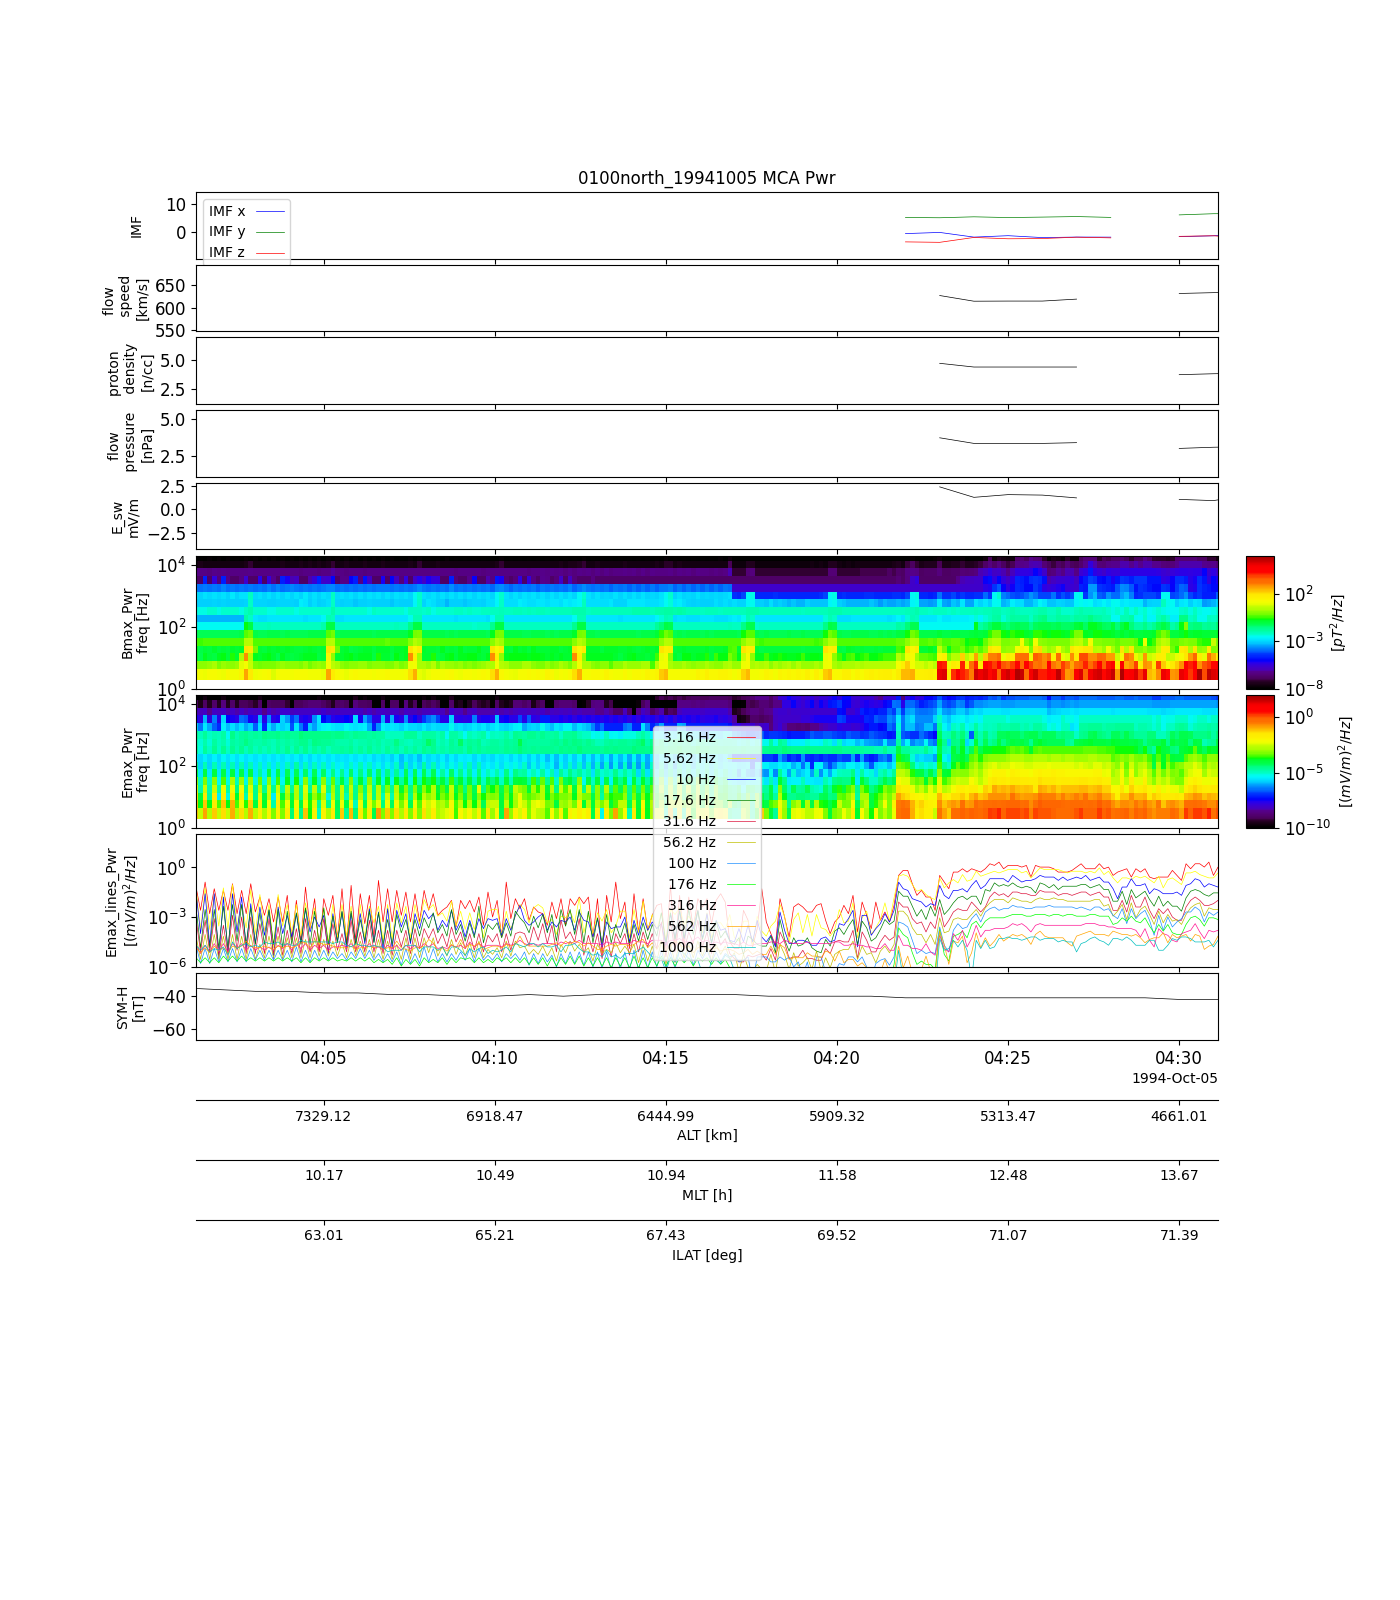 0100north_19941005 MCA Pwr
10
0
IMF
IMF x
IMF y
IMF z
650
600
550
flow
speed
[km/s]
5.0
2.5
proton
density
[n/cc]
5.0
2.5
flow
pressure
[nPa]
2.5
0.0
−2.5
E_sw
mV/m
10^4
10^2
10^0
Bmax_Pwr
freq [Hz]
10^2
10^-3
10^-8
[pT^2/Hz]
10^4
10^2
10^0
Emax_Pwr
freq [Hz]
10^0
10^-5
10^-10
[(mV/m)^2/Hz]
3.16 Hz
5.62 Hz
10 Hz
17.6 Hz
31.6 Hz
56.2 Hz
100 Hz
176 Hz
316 Hz
562 Hz
1000 Hz
10^0
10^-3
10^-6
Emax_lines_Pwr
[(mV/m)^2/Hz]
−40
−60
SYM-H
[nT]
04:05 04:10 04:15 04:20 04:25 04:30
1994-Oct-05
7329.12 6918.47 6444.99 5909.32 5313.47 4661.01
ALT [km]
10.17 10.49 10.94 11.58 12.48 13.67
MLT [h]
63.01 65.21 67.43 69.52 71.07 71.39
ILAT [deg]